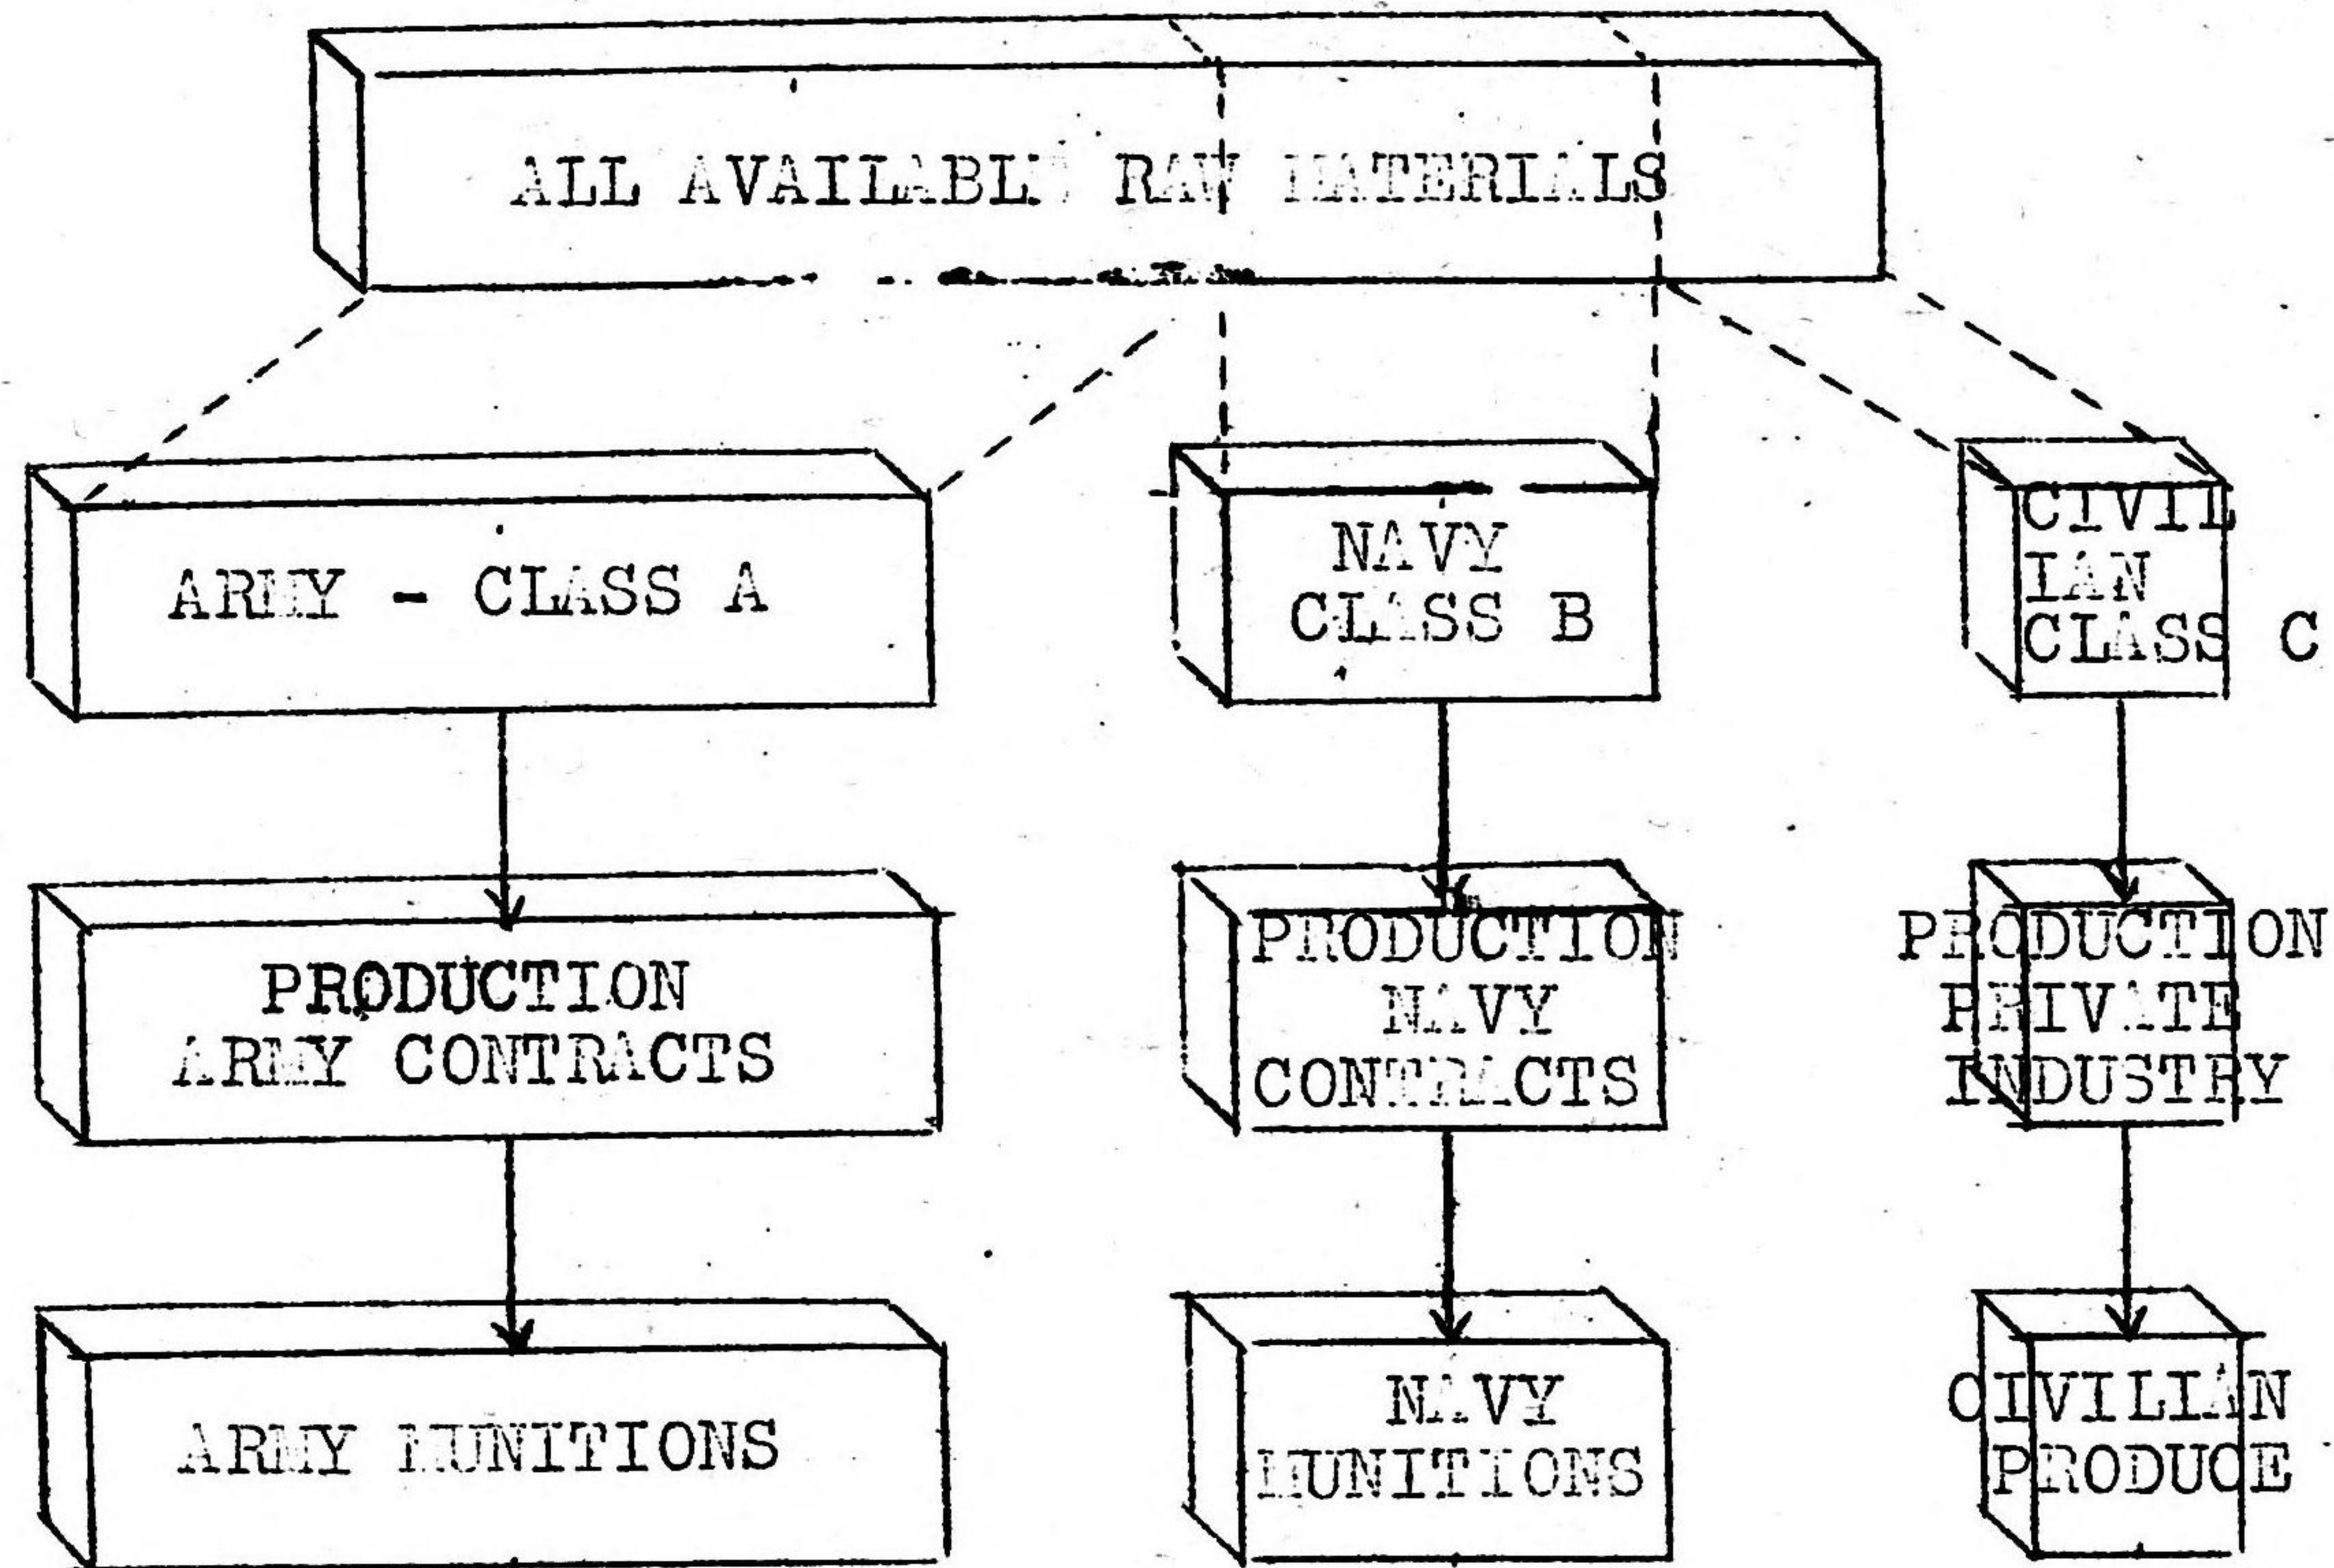 ALL AVAILABLE RAW MATERIALS
ARMY - CLASS A
NAVY
CLASS B
CIVIL
IAN
CLASS C
PRODUCTION
ARMY CONTRACTS
PRODUCTION
NAVY
CONTRACTS
PRODUCTION
PRIVATE
INDUSTRY
ARMY MUNITIONS
NAVY
MUNITIONS
CIVILIAN
PRODUCE